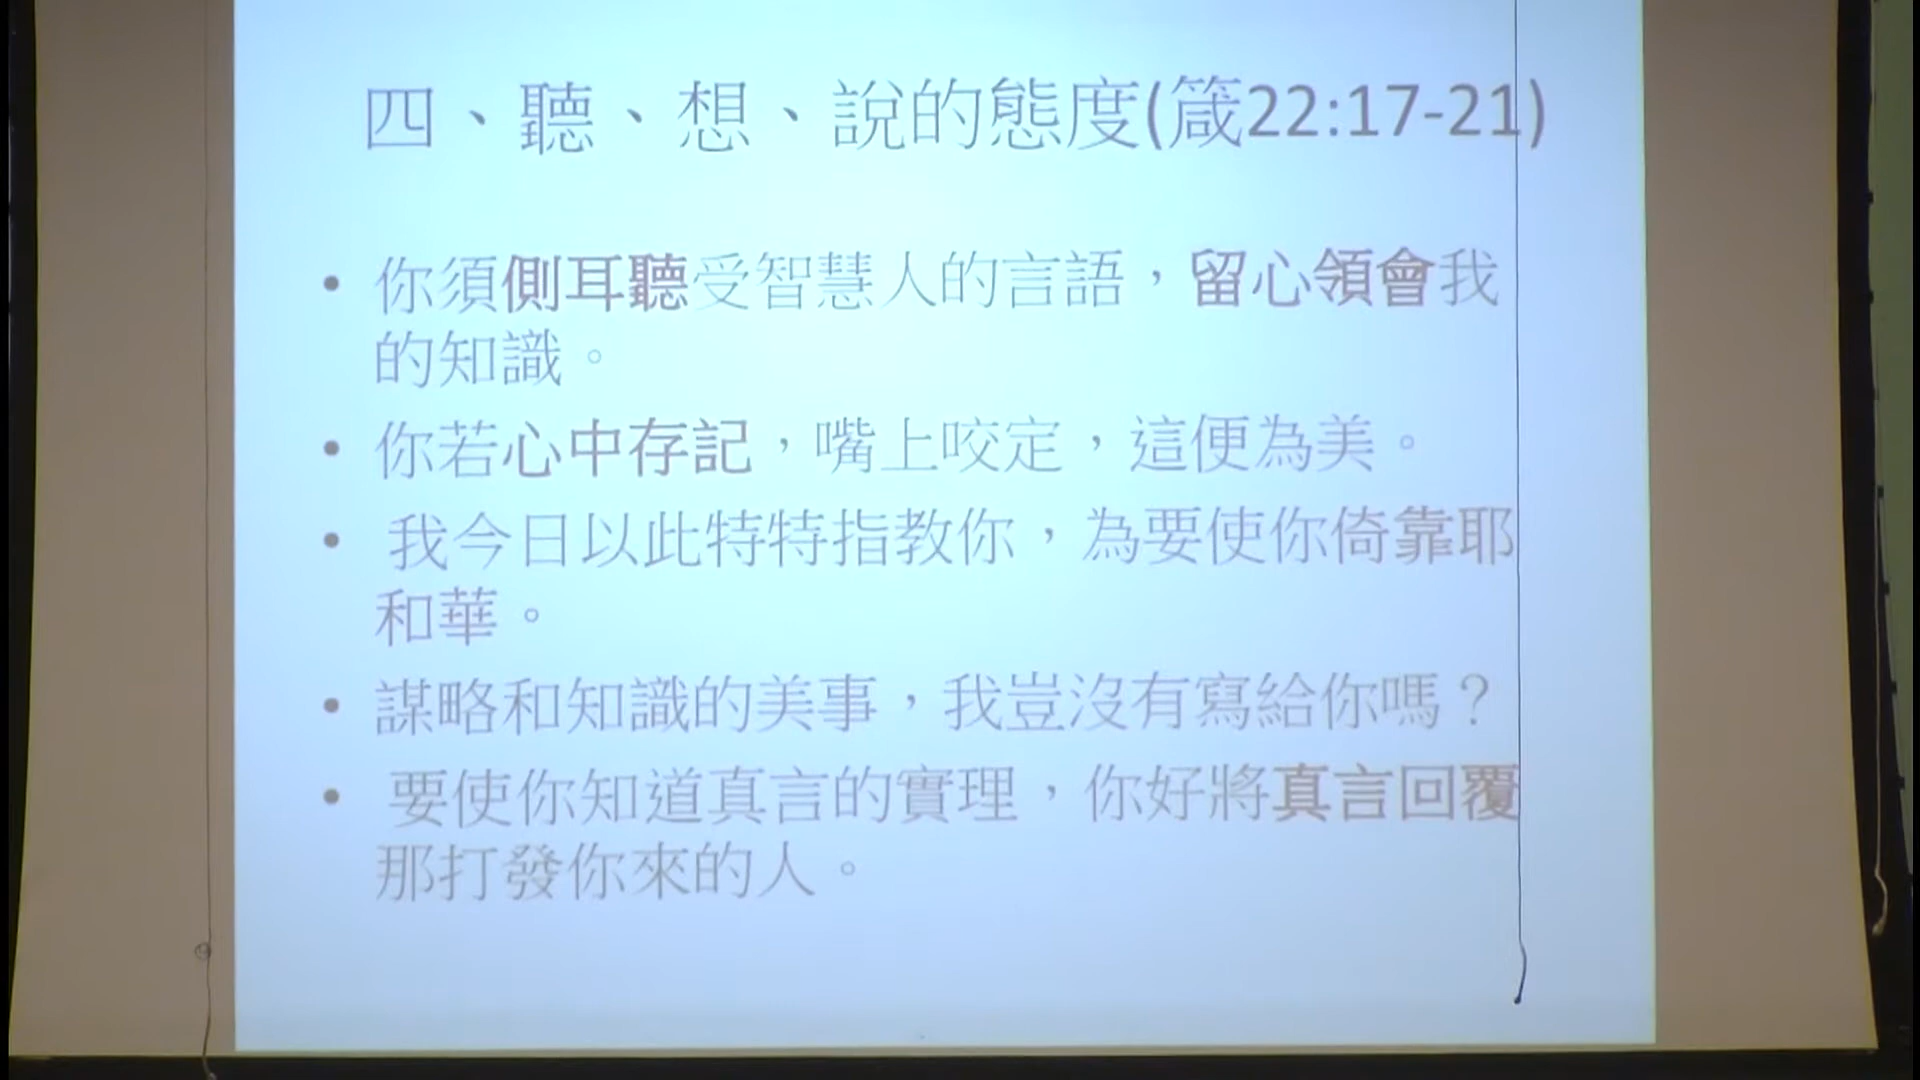 四、聽、想、說的態度(箴22:17-21)
• 你須側耳聽受智慧人的言語，留心領會我
的知識。
• 你若心中存記，嘴上咬定，這便為美。
• 我今日以此特特指教你，為要使你倚靠耶
和華。
• 謀略和知識的美事，我豈沒有寫給你嗎？
• 要使你知道真言的實理，你好將真言回覆
那打發你來的人。